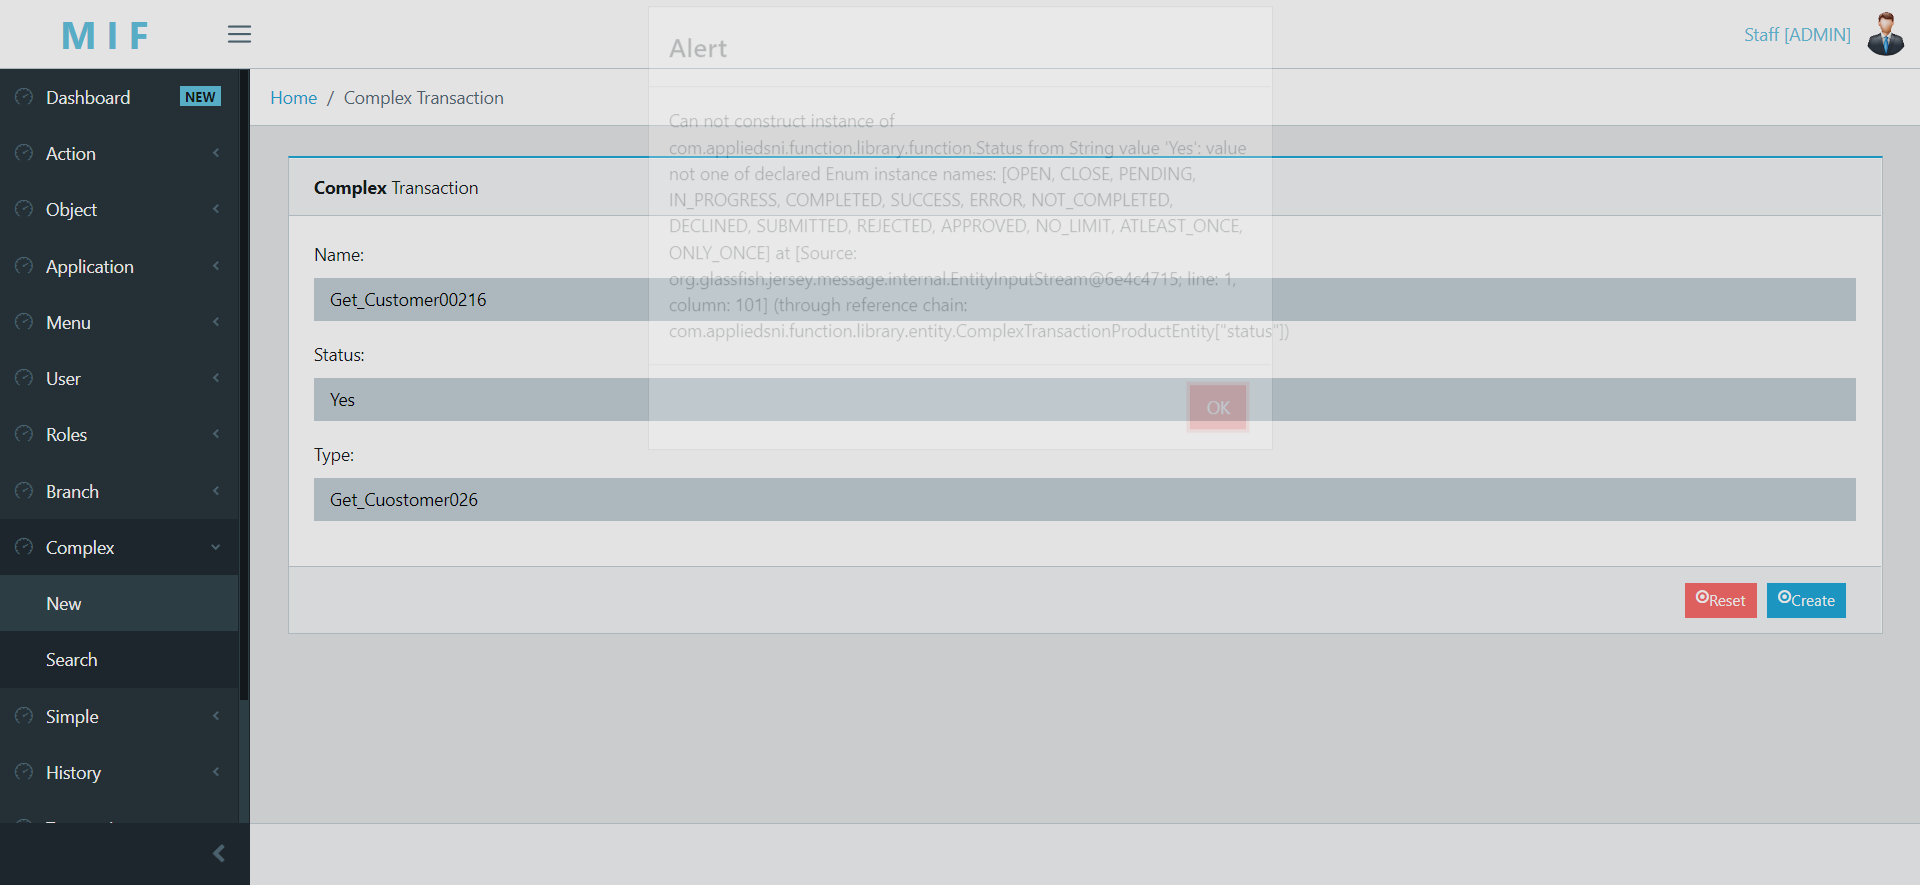 MIF
Staff [ADMIN]
Dashboard NEW
Action
Object
Application
Menu
User
Roles
Branch
Complex
New
Search
Simple
History
Home / Complex Transaction
Complex Transaction
Name:
Get_Customer00216
Status:
Yes
Type:
Get_Cuostomer026
Reset Create
Alert
Can not construct instance of
com.appliedsni.function.library.function.Status from String value 'Yes': value
not one of declared Enum instance names: [OPEN, CLOSE, PENDING,
IN_PROGRESS, COMPLETED, SUCCESS, ERROR, NOT_COMPLETED,
DECLINED, SUBMITTED, REJECTED, APPROVED, NO_LIMIT, ATLEAST_ONCE,
ONLY_ONCE] at [Source:
org.glassfish.jersey.message.internal.EntityInputStream@6e4c4715; line: 1,
column: 101] (through reference chain:
com.appliedsni.function.library.entity.ComplexTransactionProductEntity["status"])
OK